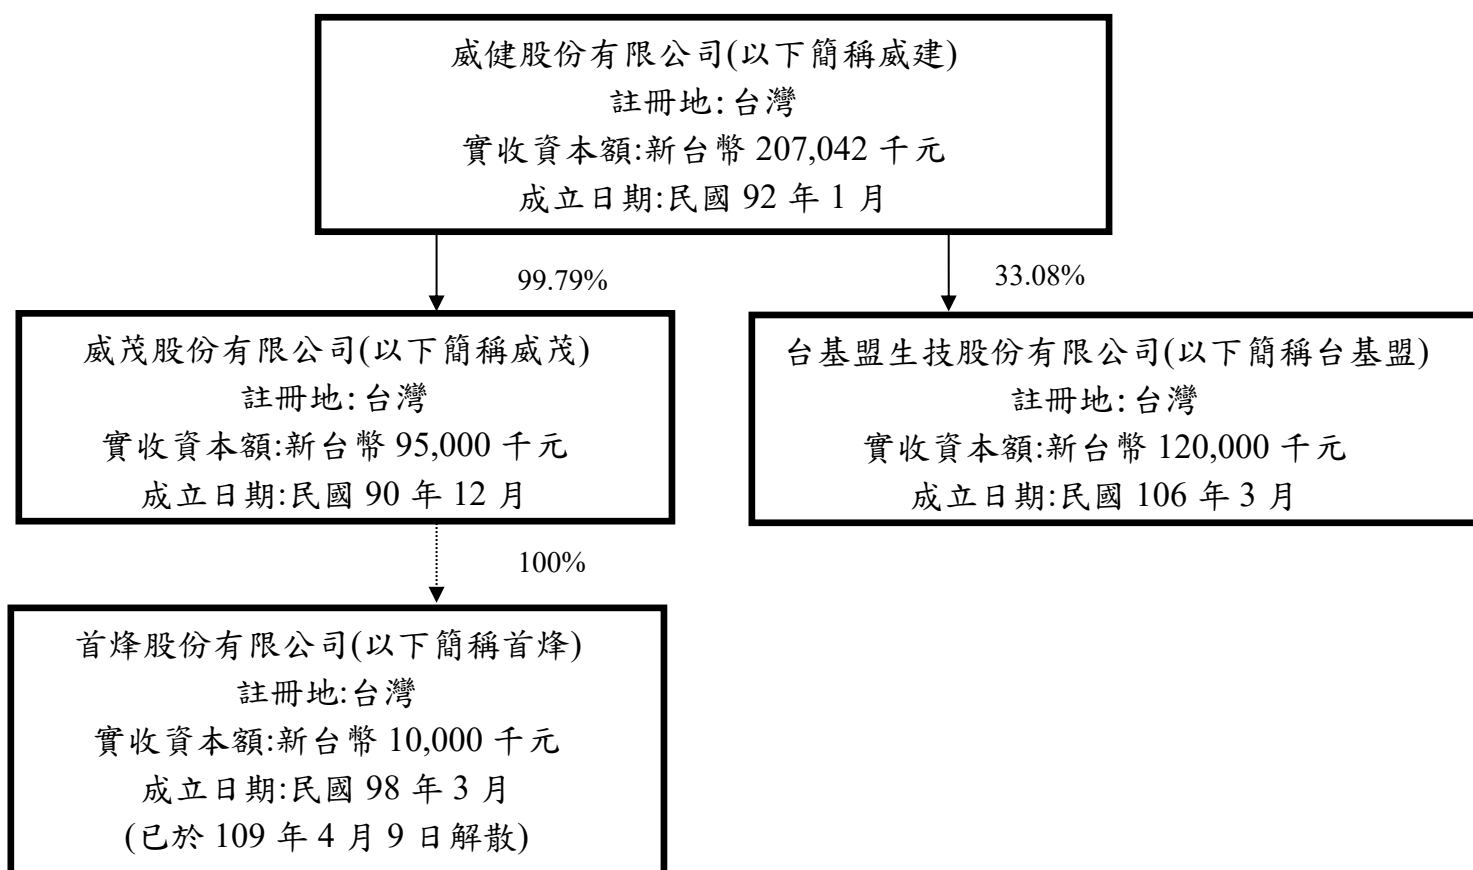 威健股份有限公司(以下簡稱威建)
註冊地:台灣
實收資本額:新台幣 207,042 千元
成立日期:民國 92 年 1 月
99.79%
33.08%
威茂股份有限公司(以下簡稱威茂)
註冊地:台灣
實收資本額:新台幣 95,000 千元
成立日期:民國 90 年 12 月
台基盟生技股份有限公司(以下簡稱台基盟)
註冊地:台灣
實收資本額:新台幣 120,000 千元
成立日期:民國 106 年 3 月
100%
首烽股份有限公司(以下簡稱首烽)
註冊地:台灣
實收資本額:新台幣 10,000 千元
成立日期:民國 98 年 3 月
(已於 109 年 4 月 9 日解散)